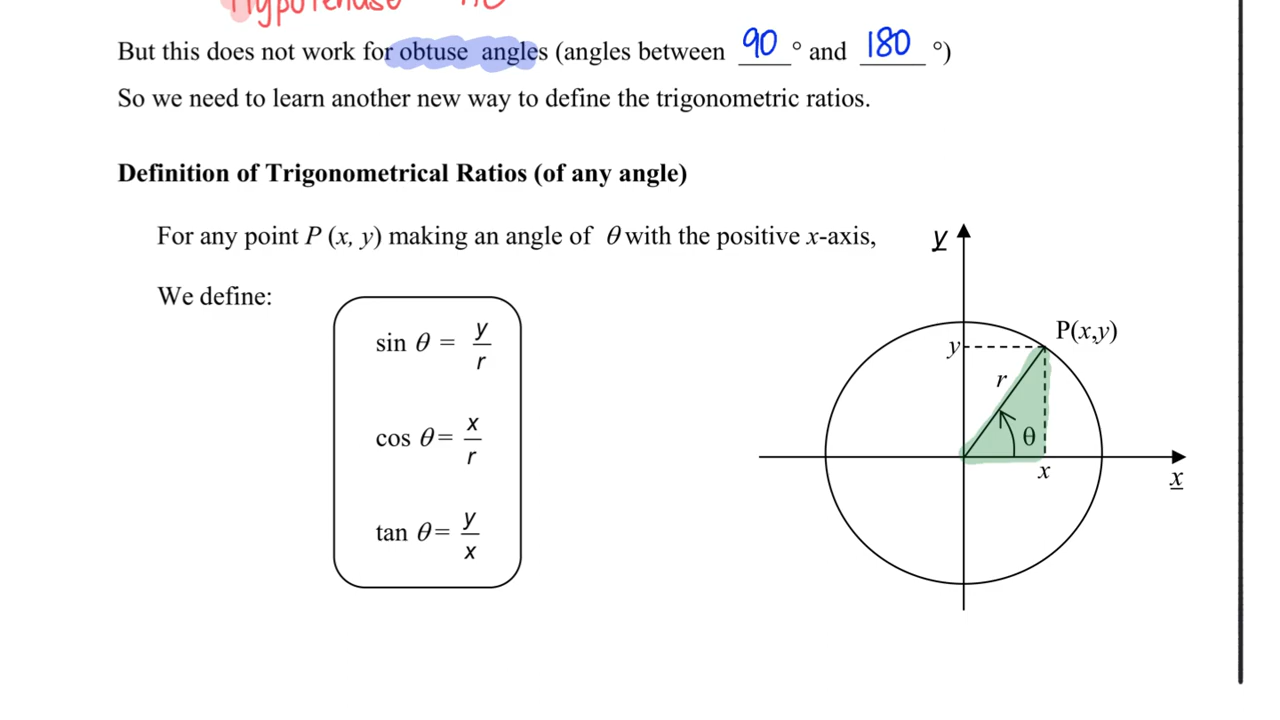 Hypotenuse
But this does not work for obtuse angles (angles between 90 ° and 180 °)
So we need to learn another new way to define the trigonometric ratios.
Definition of Trigonometrical Ratios (of any angle)
For any point P (x, y) making an angle of θ with the positive x-axis,
We define:
sin θ = y/r
cos θ= x/r
tan θ= y/x
y
P(x,y)
y
r
θ
x
x